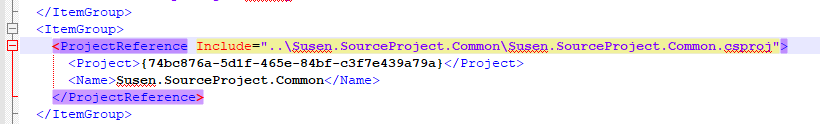 </ItemGroup>
<ItemGroup>
<ProjectReference Include="..\Susen.SourceProject.Common\Susen.SourceProject.Common.csproj">
<Project>{74bc876a-5d1f-465e-84bf-c3f7e439a79a}</Project>
<Name>Susen.SourceProject.Common</Name>
</ProjectReference>
</ItemGroup>